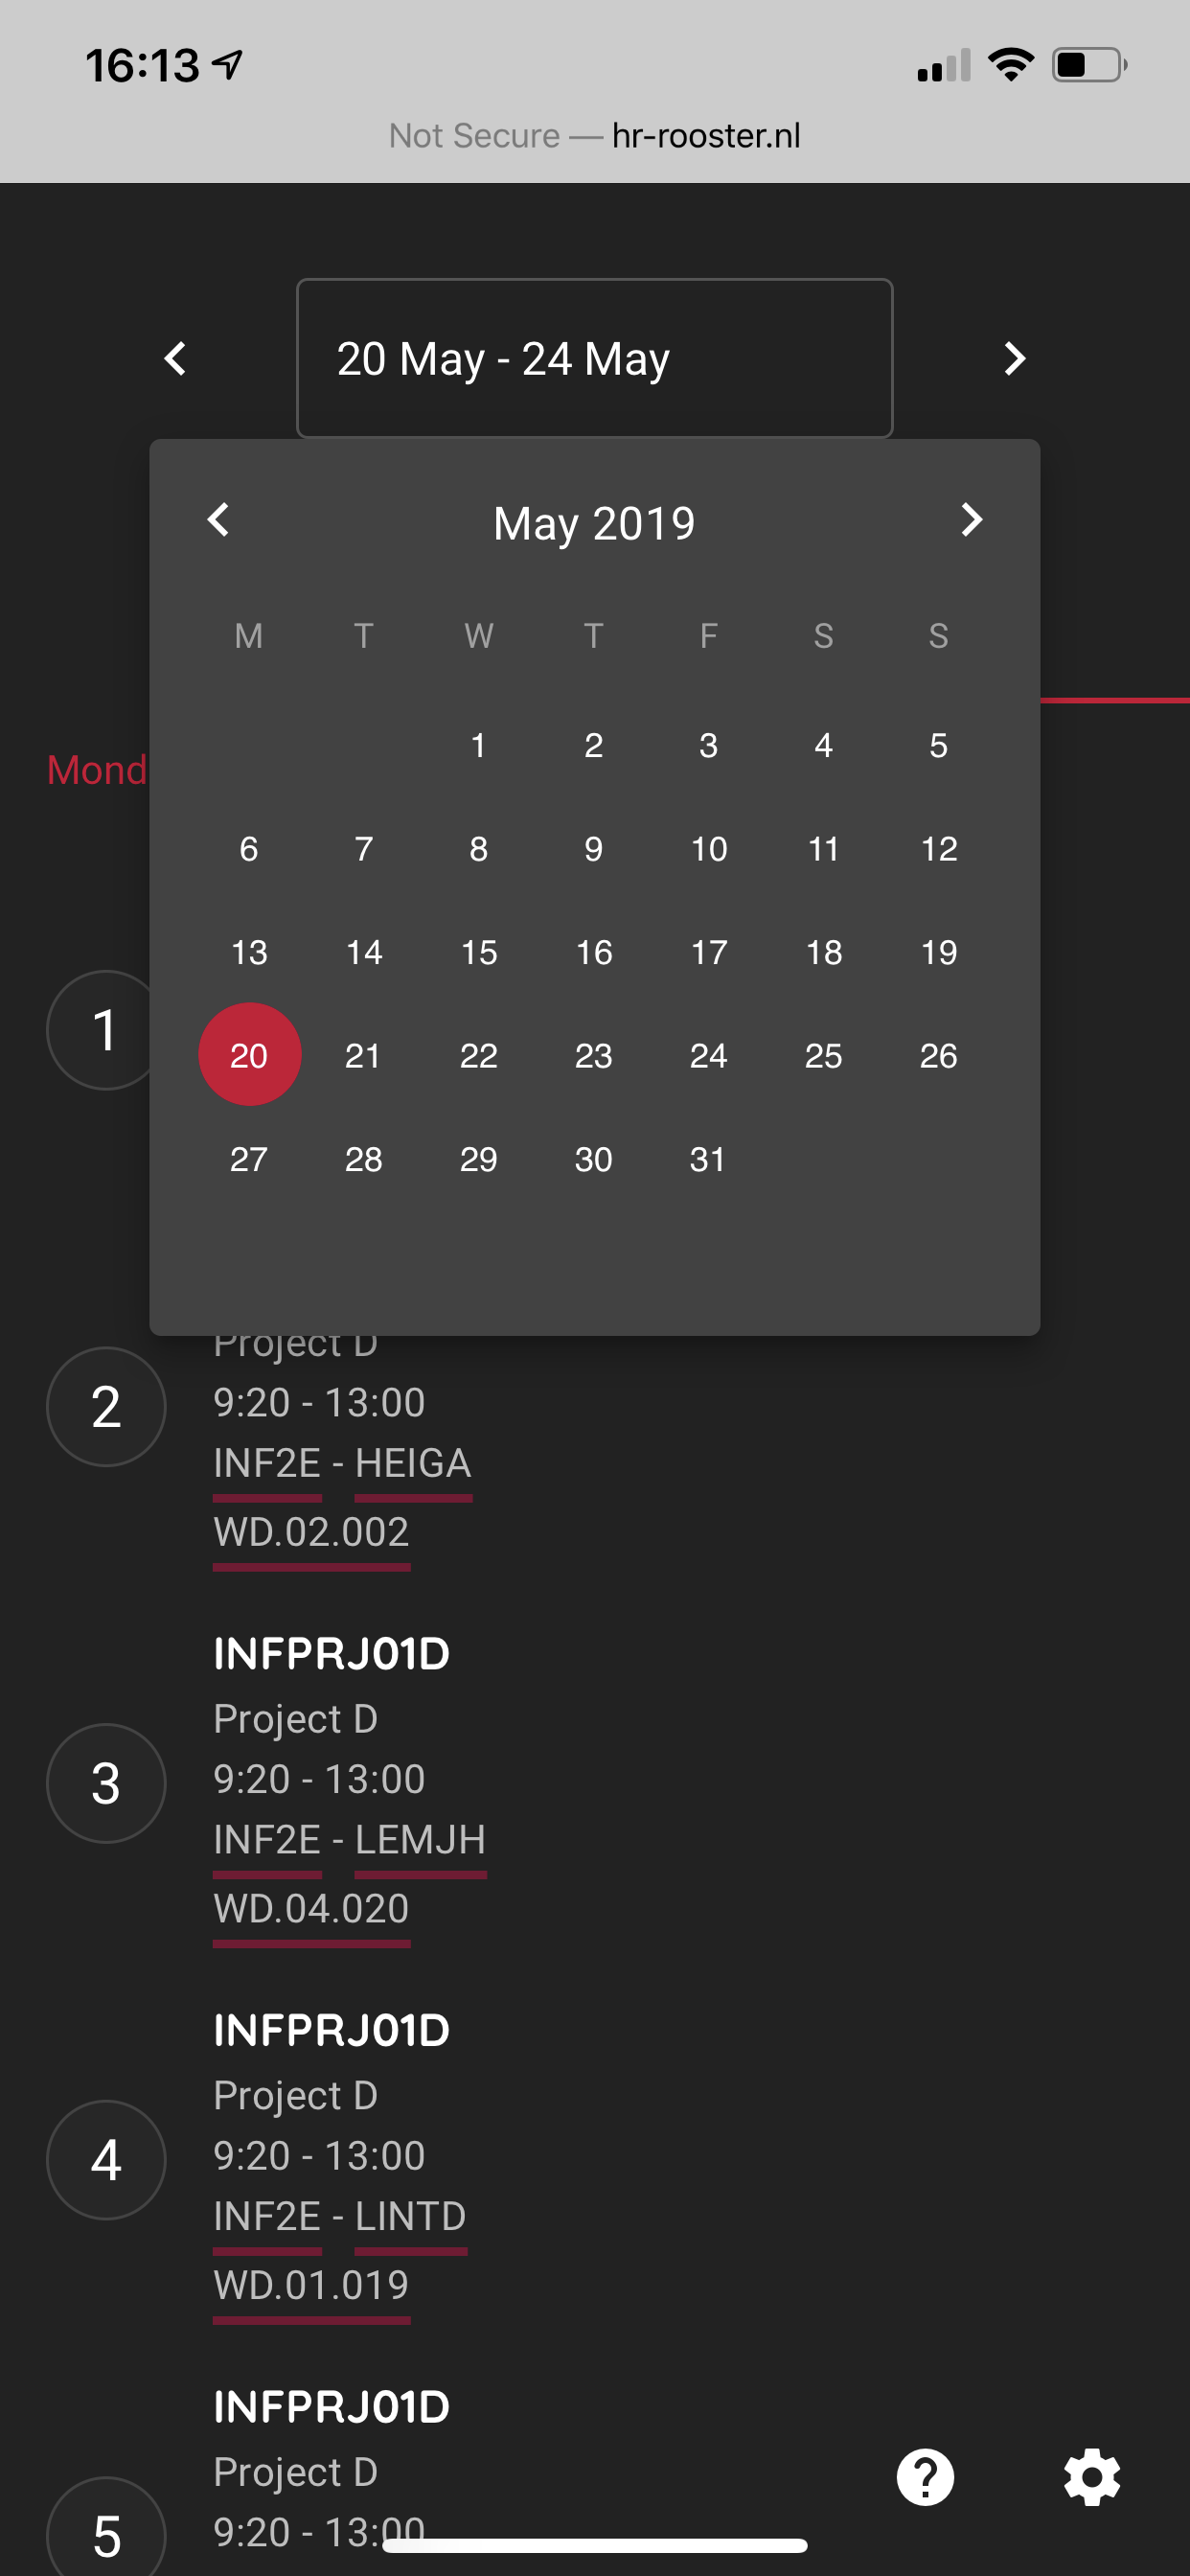 16:13
Not Secure — hr-rooster.nl
20 May - 24 May
May 2019
M T W T F S S
1 2 3 4 5
Mond
6 7 8 9 10 11 12
13 14 15 16 17 18 19
1
20 21 22 23 24 25 26
27 28 29 30 31
Project D
2
9:20 - 13:00
INF2E - HEIGA
WD.02.002
INFPRJ01D
Project D
3
9:20 - 13:00
INF2E - LEMJH
WD.04.020
INFPRJ01D
Project D
4
9:20 - 13:00
INF2E - LINTD
WD.01.019
INFPRJ01D
Project D
5
9:20 - 13:00
?